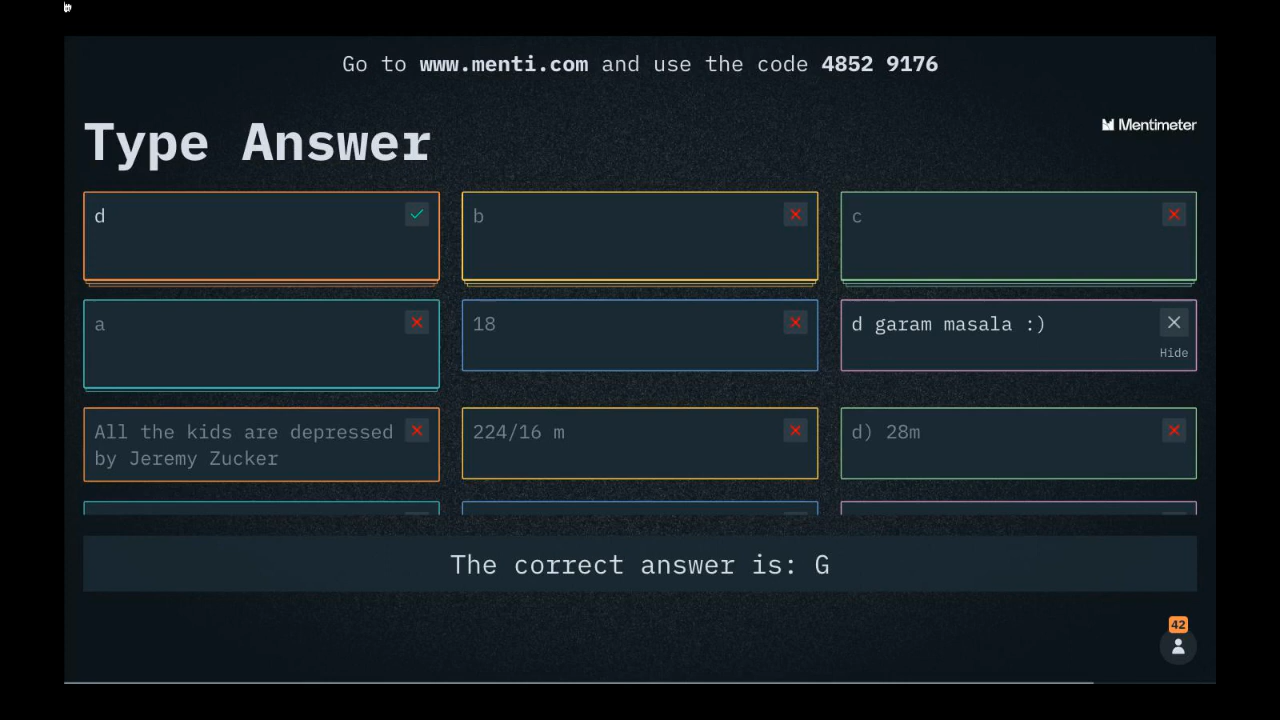 Go to www.menti.com and use the code 4852 9176
Type Answer
Mentimeter
d
b
c
a
18
d garam masala :)
Hide
All the kids are depressed
by Jeremy Zucker
224/16 m
d) 28m
The correct answer is: G
42